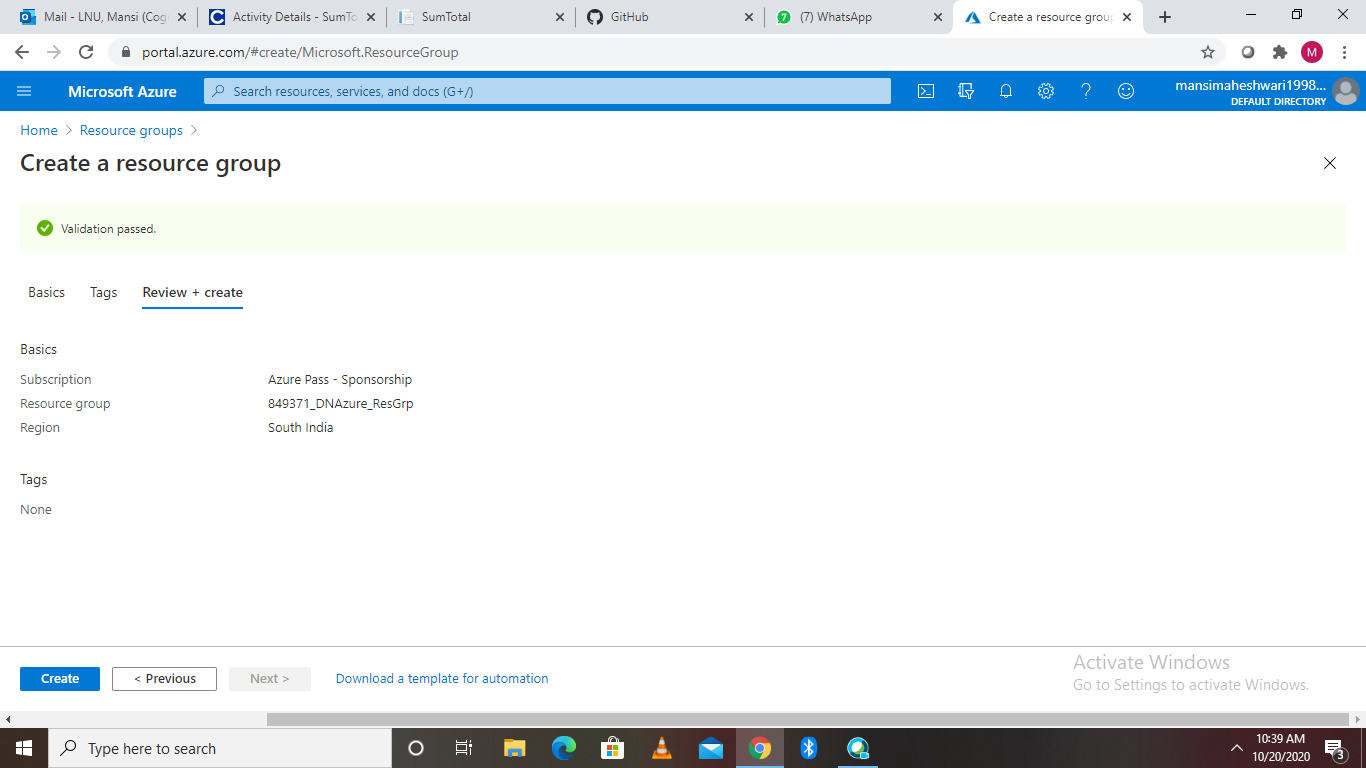 Mail - LNU, Mansi (Cog
Activity Details - SumTo
SumTotal
GitHub
(7) WhatsApp
Create a resource grou
portal.azure.com/#create/Microsoft.ResourceGroup
M
Microsoft Azure
Search resources, services, and docs (G+/)
mansimaheshwari1998...
DEFAULT DIRECTORY
Home > Resource groups >
Create a resource group
Validation passed.
Basics
Tags
Review + create
Basics
Subscription Azure Pass - Sponsorship
Resource group 849371_DNAzure_ResGrp
Region South India
Tags
None
Create
< Previous
Next >
Download a template for automation
Activate Windows
Go to Settings to activate Windows.
Type here to search
10:39 AM
10/20/2020
3